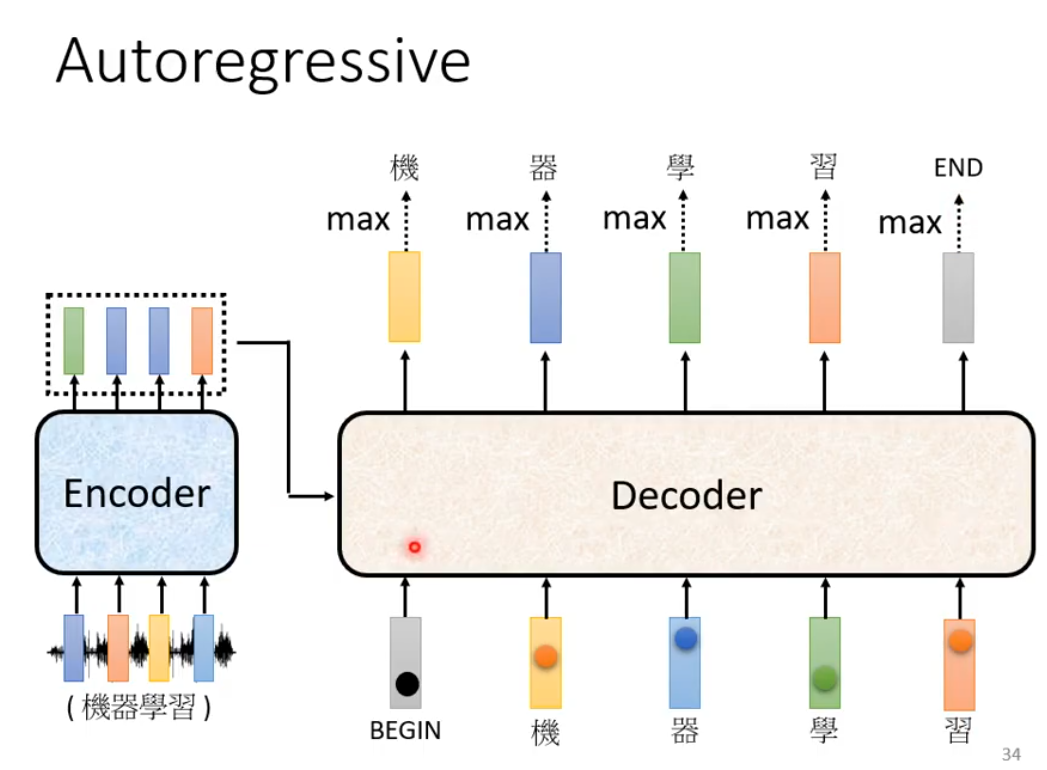 Autoregressive
機 器 學 習 END
max max max max max
Encoder
Decoder
( 機器學習 )
BEGIN 機 器 學 習
34